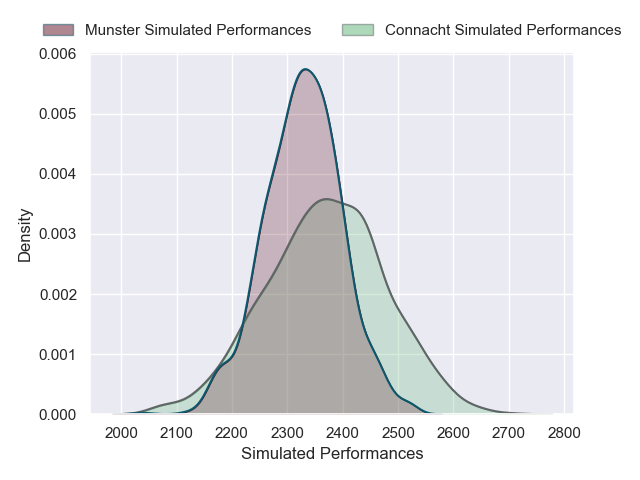 Munster Simulated Performances
Connacht Simulated Performances
0.006
0.005
0.004
0.003
0.002
0.001
0.000
Density
2000 2100 2200 2300 2400 2500 2600 2700 2800
Simulated Performances